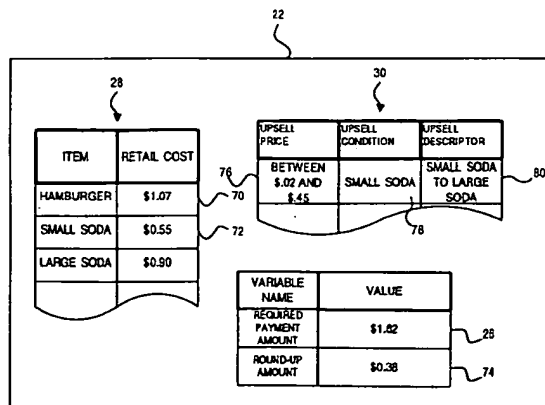 22
28
30
ITEM RETAIL COST
HAMBURGER $1.07
70
SMALL SODA $0.55
72
LARGE SODA $0.90
UPSELL PRICE UPSELL CONDITION UPSELL DESCRIPTOR
76
BETWEEN $.02 AND $.45 SMALL SODA SMALL SODA TO LARGE SODA
80
78
VARIABLE NAME VALUE
REQUIRED PAYMENT AMOUNT $1.62
26
ROUND-UP AMOUNT $0.38
74